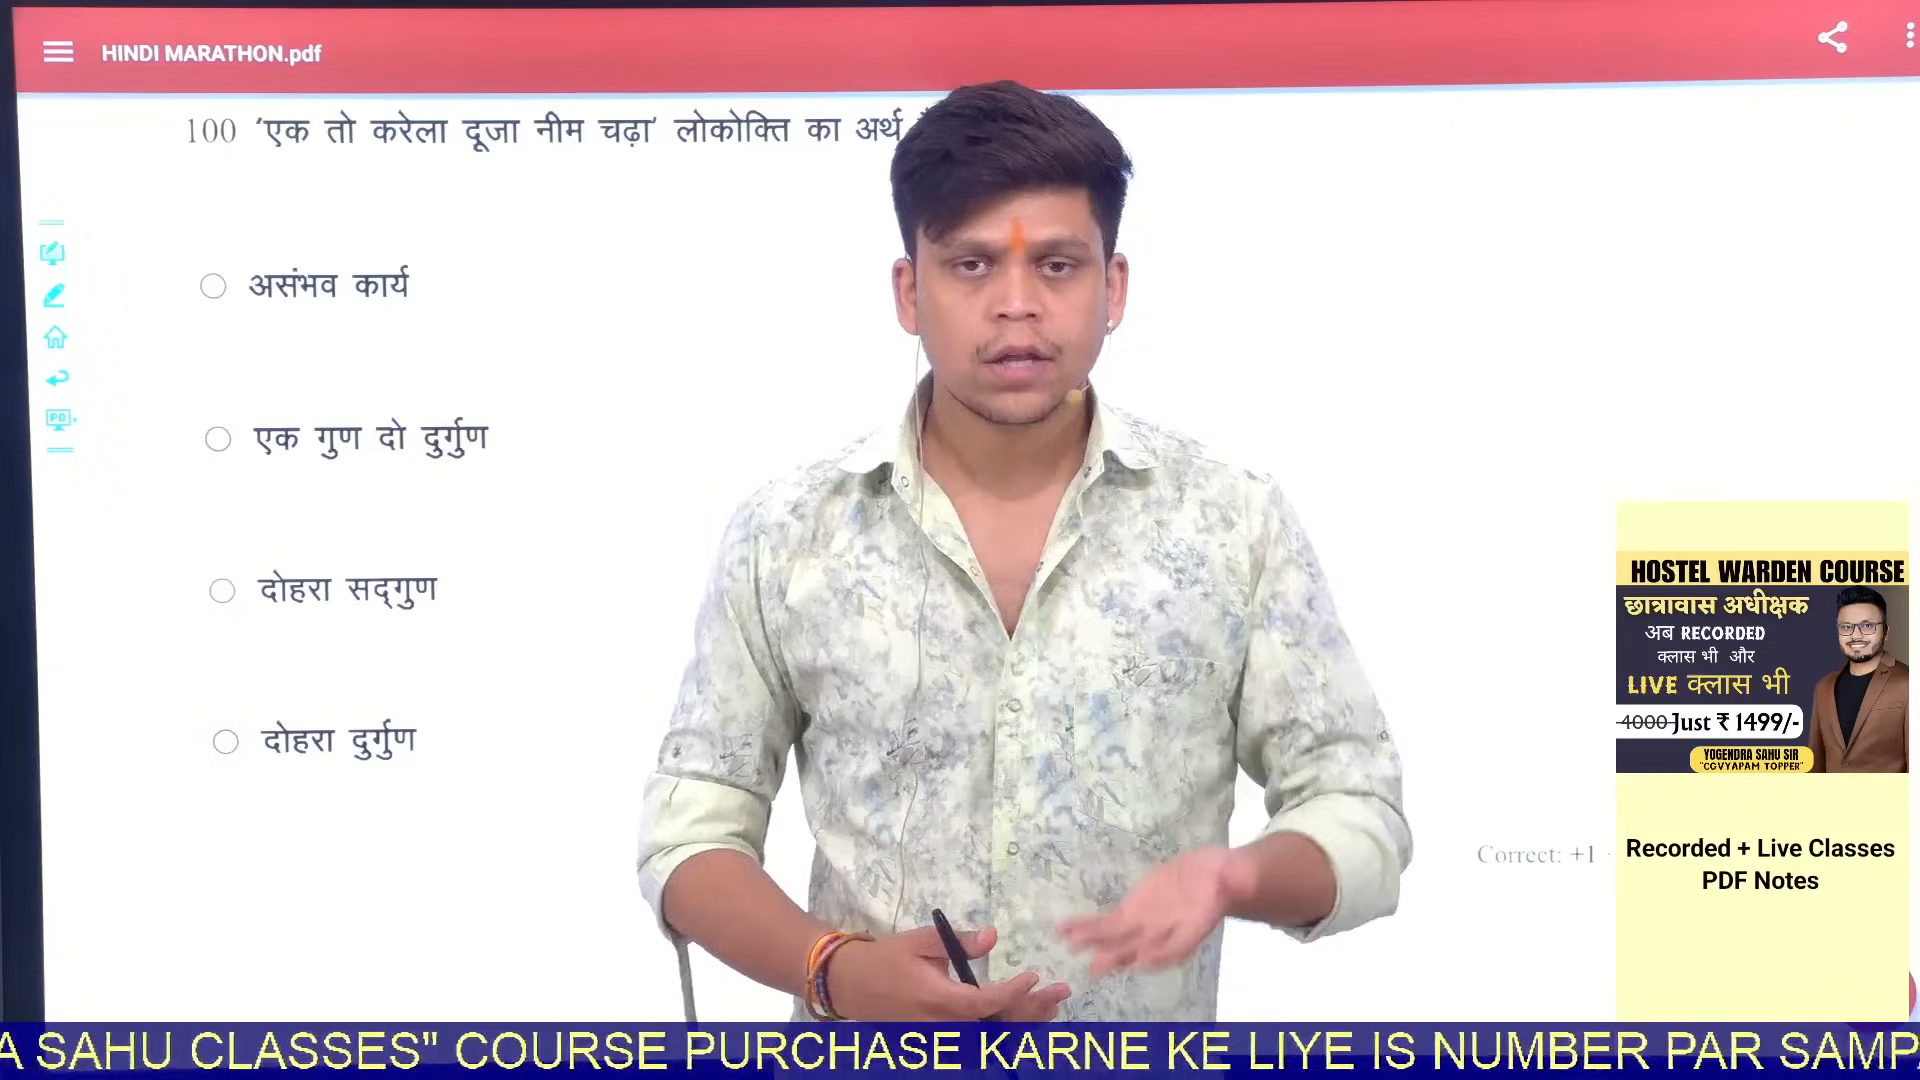 HINDI MARATHON.pdf
100 'एक तो करेला दूजा नीम चढ़ा' लोकोक्ति का अर्थ
असंभव कार्य
एक गुण दो दुर्गुण
दोहरा सद्गुण
दोहरा दुर्गुण
PD
Correct: +1
HOSTEL WARDEN COURSE
छात्रावास अधीक्षक
अब RECORDED
क्लास भी और
LIVE क्लास भी
4000 Just ₹ 1499/-
YOGENDRA SAHU SIR
"CGVYAPAM TOPPER"
Recorded + Live Classes
PDF Notes
A SAHU CLASSES" COURSE PURCHASE KARNE KE LIYE IS NUMBER PAR SAMP